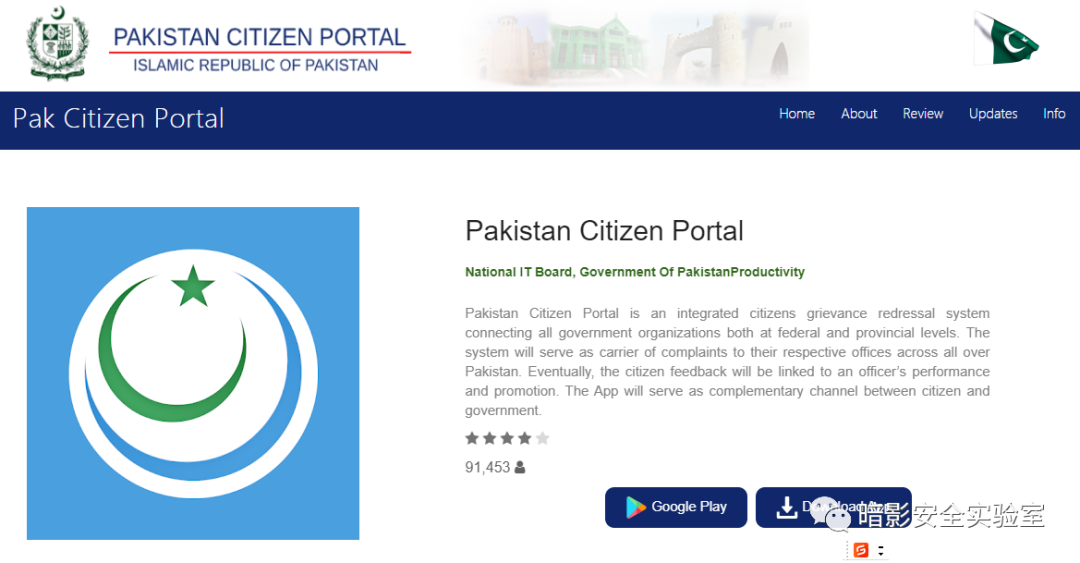 PAKISTAN CITIZEN PORTAL
ISLAMIC REPUBLIC OF PAKISTAN
Pak Citizen Portal
Home About Review Updates Info
Pakistan Citizen Portal
National IT Board, Government Of PakistanProductivity
Pakistan Citizen Portal is an integrated citizens grievance redressal system
connecting all government organizations both at federal and provincial levels. The
system will serve as carrier of complaints to their respective offices across all over
Pakistan. Eventually, the citizen feedback will be linked to an officer's performance
and promotion. The App will serve as complementary channel between citizen and
government.
91,453
Google Play
Download
暗影安全实验室